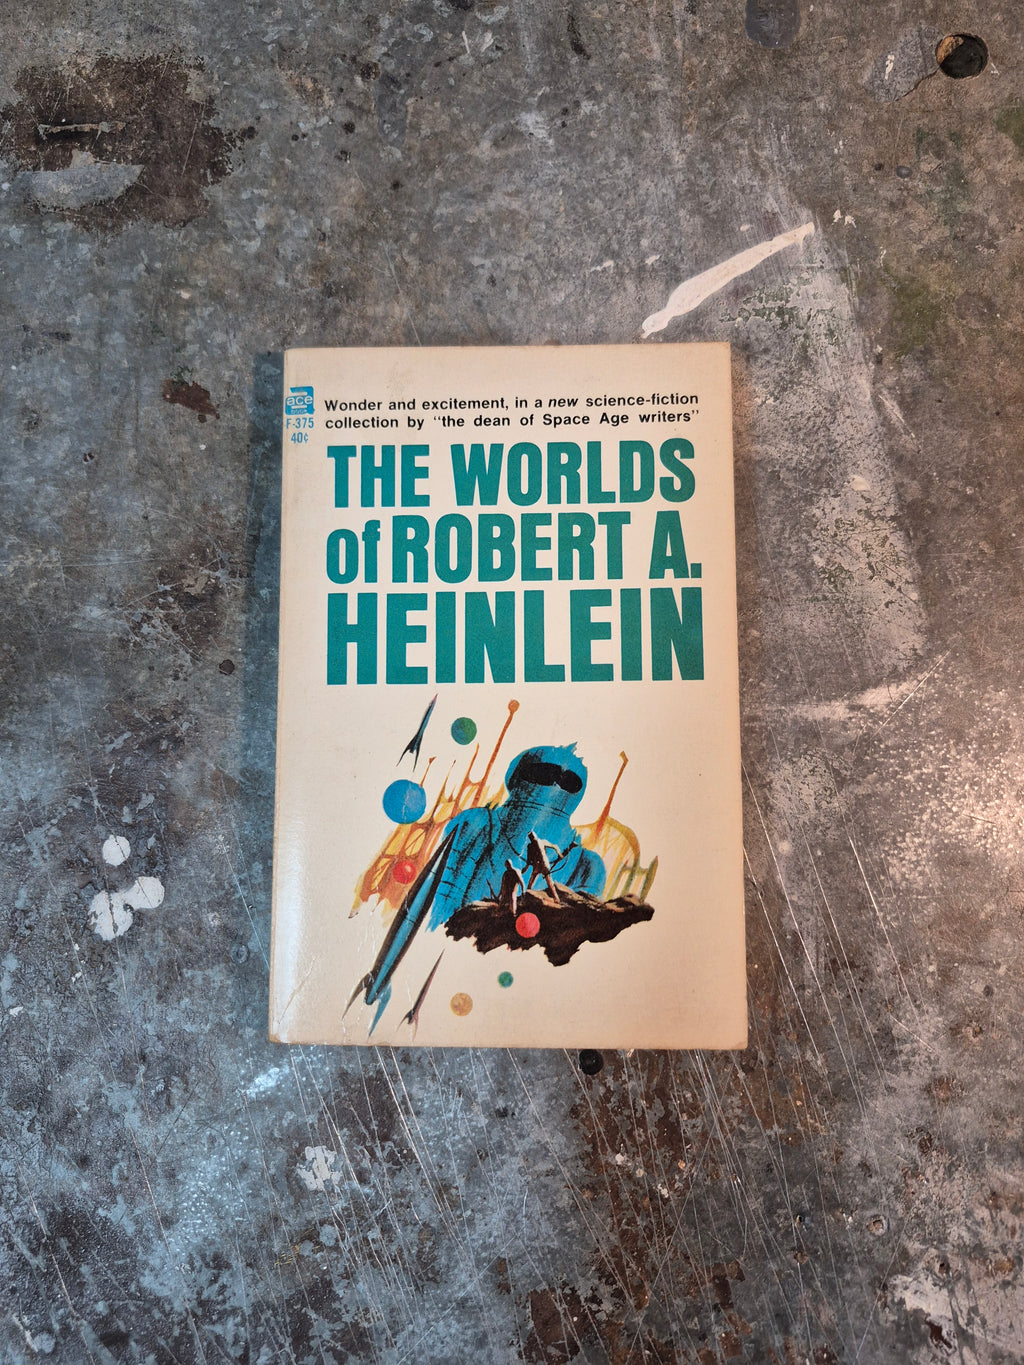 ace
book
F-375
40¢
Wonder and excitement, in a new science-fiction
collection by "the dean of Space Age writers"
THE WORLDS
of ROBERT A.
HEINLEIN